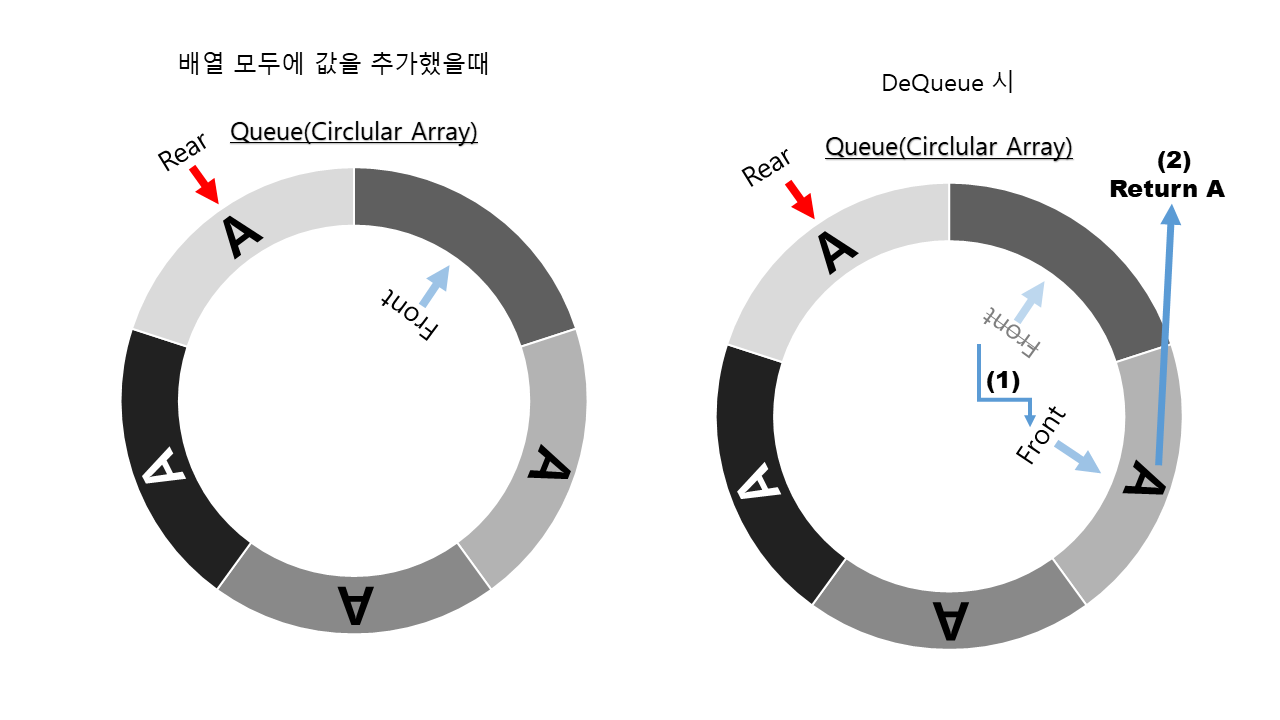 배열 모두에 값을 추가했을때
Queue(Circlular Array)
Rear
A
Front
A
A
A
DeQueue 시
Queue(Circlular Array)
Rear
(2)
Return A
A
Front
(1)
Front
A
A
A